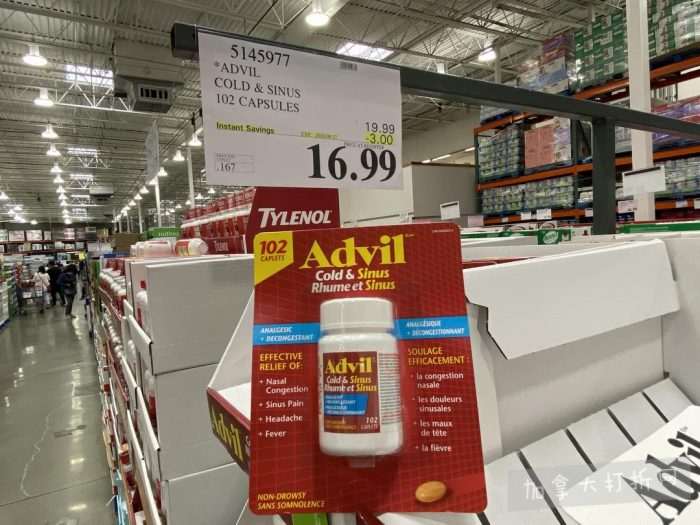 5145977
*ADVIL
COLD & SINUS
102 CAPSULES
Instant Savings
19.99
-3.00
16.99
.167
TYLENOL
102
CAPLETS
Advil
Cold & Sinus
Rhume et Sinus
ANALGESIC
+ DECONGESTANT
ANALGÉSIQUE
+ DÉCONGESTIONNANT
EFFECTIVE
RELIEF OF:
• Nasal
Congestion
• Sinus Pain
• Headache
• Fever
SOULAGE
EFFICACEMENT :
• la congestion
nasale
• les douleurs
sinusales
• les maux
de tête
• la fièvre
Advil
Cold & Sinus
Rhume et Sinus
102
NON-DROWSY
SANS SOMNOLENCE
Advil
Advil
加拿大打折网